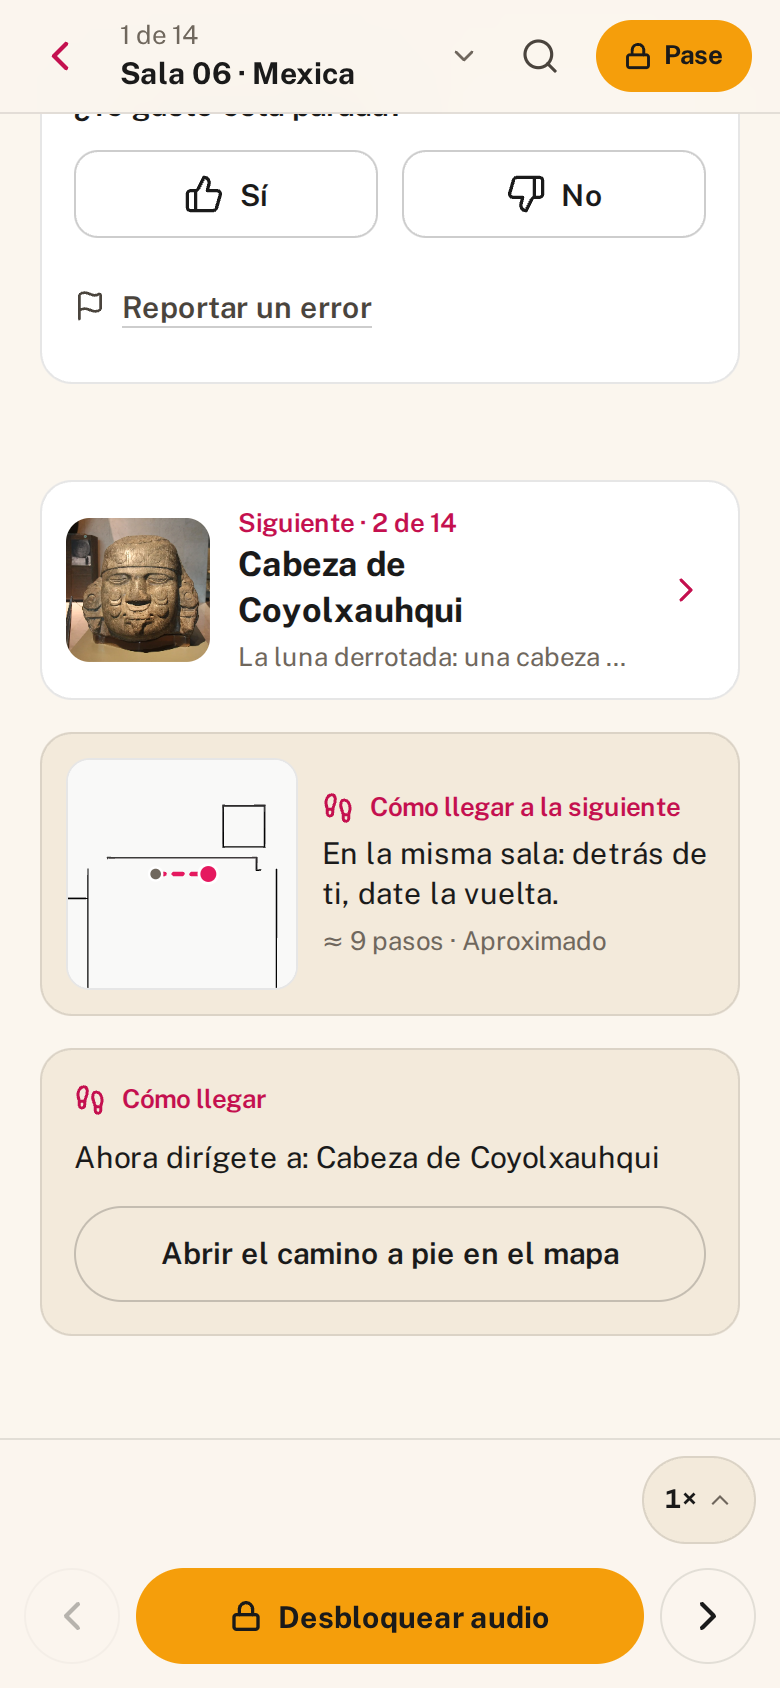 1 de 14
Sala 06 · Mexica
Pase
Sí
No
Reportar un error
Siguiente · 2 de 14
Cabeza de
Coyolxauhqui
La luna derrotada: una cabeza ...
Cómo llegar a la siguiente
En la misma sala: detrás de
ti, date la vuelta.
≈ 9 pasos · Aproximado
Cómo llegar
Ahora dirígete a: Cabeza de Coyolxauhqui
Abrir el camino a pie en el mapa
1×
Desbloquear audio